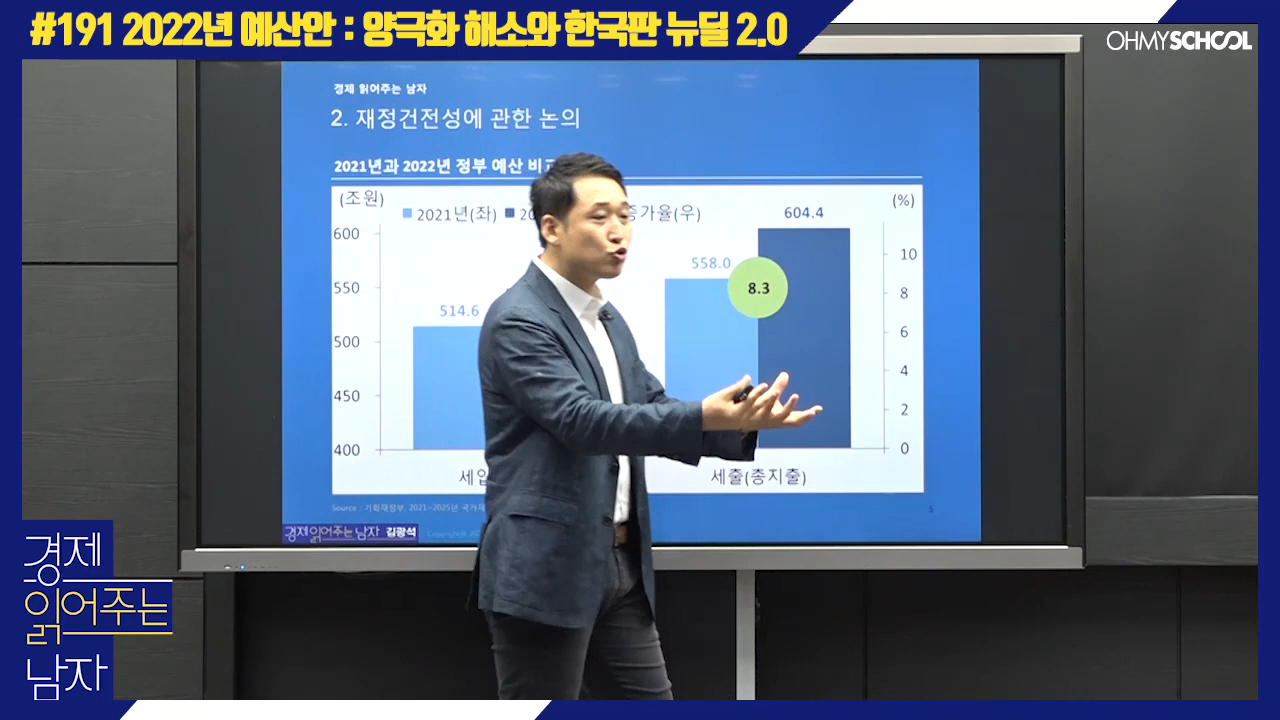 #191 2022년 예산안 : 양극화 해소와 한국판 뉴딜 2.0
OHMYSCHOOL
경제 읽어주는 남자
2. 재정건전성에 관한 논의
2021년과 2022년 정부 예산 비교
(조원)
2021년(좌)
증가율(우)
(%)
604.4
558.0
514.6
8.3
600
550
500
450
400
10
8
6
4
2
0
세입
세출(총지출)
Source : 기획재정부, 2021~2025년
5
경제 읽어주는 남자 김광석
경제
읽어주는
남자